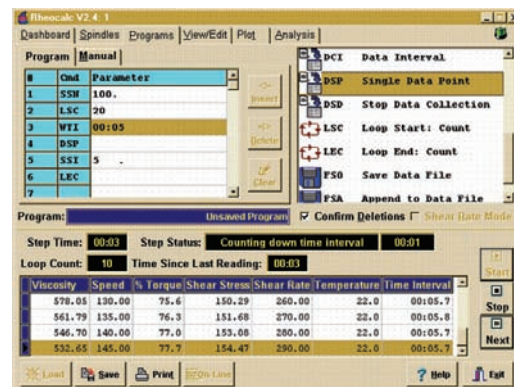 Rheocalc V2.4: 1
Dashboard Spindles Programs View/Edit Plot Analysis
Program Manual
# Cmd Parameter
1 SSN 100.
2 LSC 20
3 WTI 00:05
4 DSP
5 SSI 5 .
6 LEC
7
Insert
Delete
Clear
DCI Data Interval
DSP Single Data Point
DSD Stop Data Collection
LSC Loop Start: Count
LEC Loop End: Count
FSO Save Data File
FSA Append to Data File
Program: Unsaved Program Confirm Deletions Shear Rate Mode
Step Time: 00:03 Step Status: Counting down time interval 00:01
Loop Count: 10 Time Since Last Reading: 00:03
Viscosity Speed % Torque Shear Stress Shear Rate Temperature Time Interval
578.05 130.00 75.6 150.29 260.00 22.0 00:05.7
561.79 135.00 76.3 151.68 270.00 22.0 00:05.8
546.70 140.00 77.0 153.08 280.00 22.0 00:05.7
532.65 145.00 77.7 154.47 290.00 22.0 00:05.7
Start
Stop
Next
Load Save Print On Line ? Help Exit